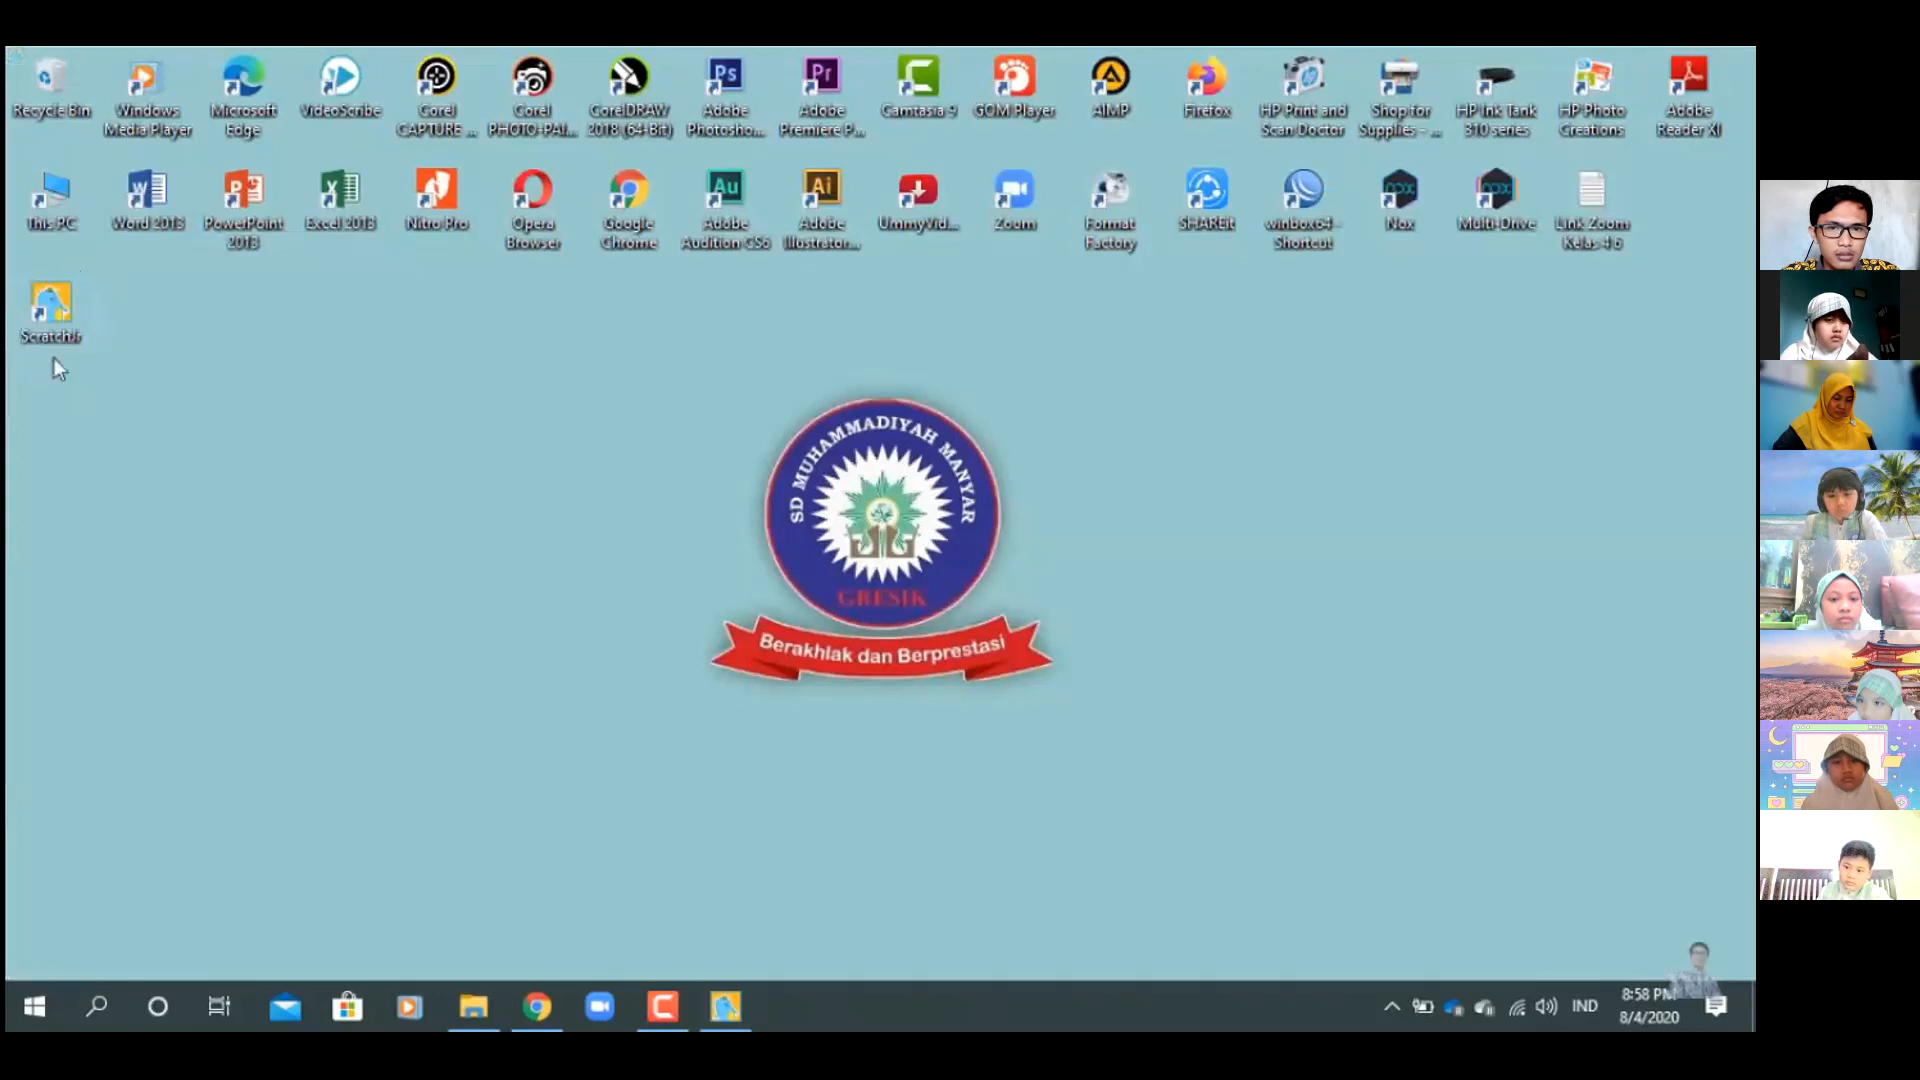 Recycle Bin
Windows Media Player
Microsoft Edge
VideoScribe
Corel CAPTURE ...
Corel PHOTO-PAI...
CorelDRAW 2018 (64-Bit)
Adobe Photosho...
Adobe Premiere P...
Camtasia 9
GOM Player
AIMP
Firefox
HP Print and Scan Doctor
Shop for Supplies - ...
HP Ink Tank 310 series
HP Photo Creations
Adobe Reader XI
This PC
Word 2013
PowerPoint 2013
Excel 2013
Nitro Pro
Opera Browser
Google Chrome
Adobe Audition CS6
Adobe Illustrator...
UmmyVid...
Zoom
Format Factory
SHAREit
winbox64 - Shortcut
Nox
Multi-Drive
Link Zoom Kelas 4 6
ScratchJr
SD MUHAMMADIYAH MANYAR
GRESIK
Berakhlak dan Berprestasi
IND
8:58 PM
8/4/2020